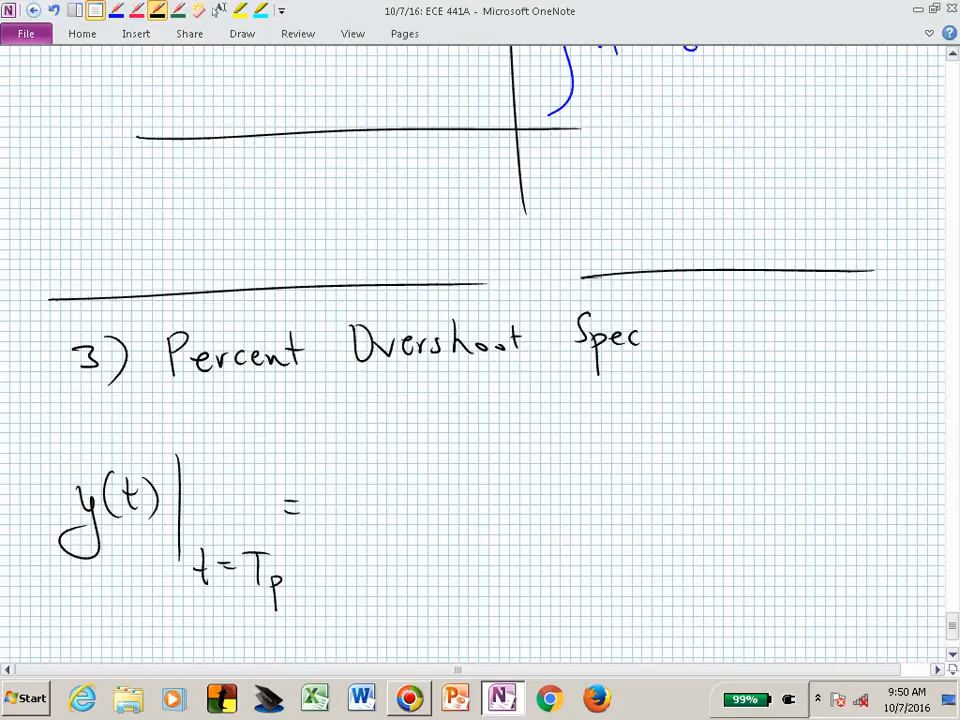 10/7/16: ECE 441A - Microsoft OneNote
File Home Insert Share Draw Review View Pages
3) Percent Overshoot Spec
y(t)| =
t = Tp
Start
99%
9:50 AM
10/7/2016